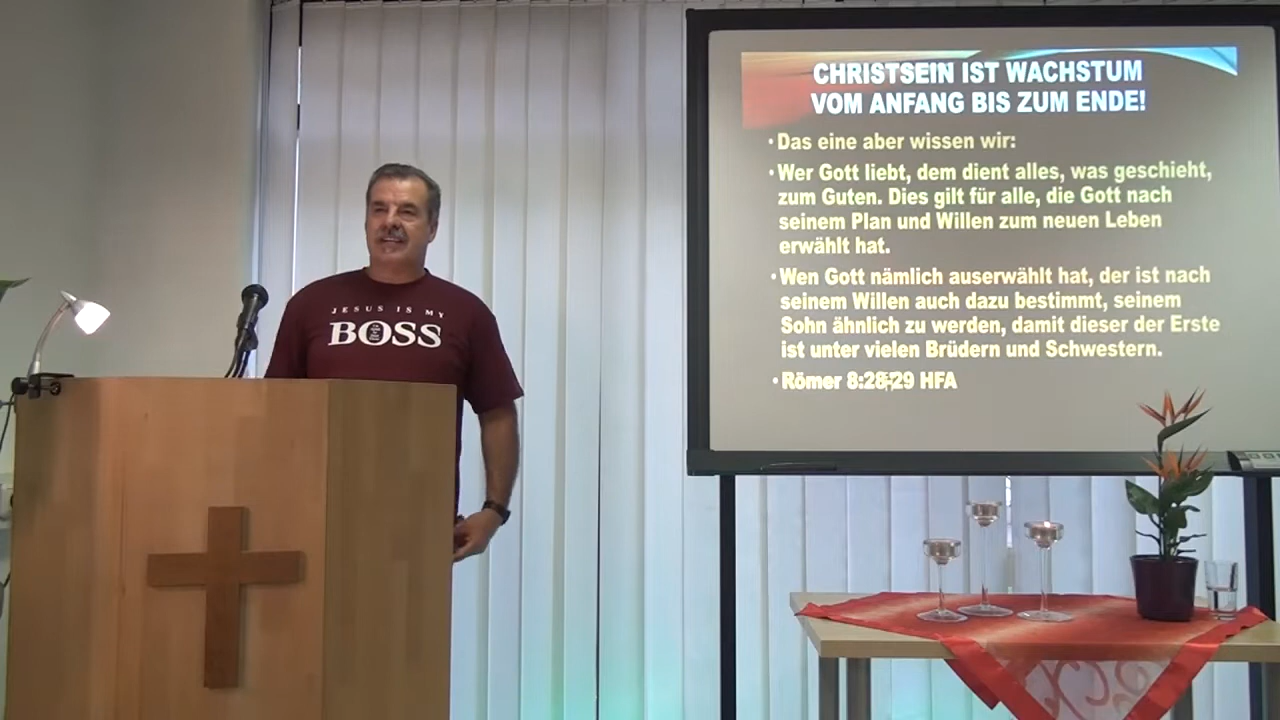 JESUS IS MY
BOSS
CHRISTSEIN IST WACHSTUM
VOM ANFANG BIS ZUM ENDE!
• Das eine aber wissen wir:
• Wer Gott liebt, dem dient alles, was geschieht,
zum Guten. Dies gilt für alle, die Gott nach
seinem Plan und Willen zum neuen Leben
erwählt hat.
• Wen Gott nämlich auserwählt hat, der ist nach
seinem Willen auch dazu bestimmt, seinem
Sohn ähnlich zu werden, damit dieser der Erste
ist unter vielen Brüdern und Schwestern.
• Römer 8:28-29 HFA